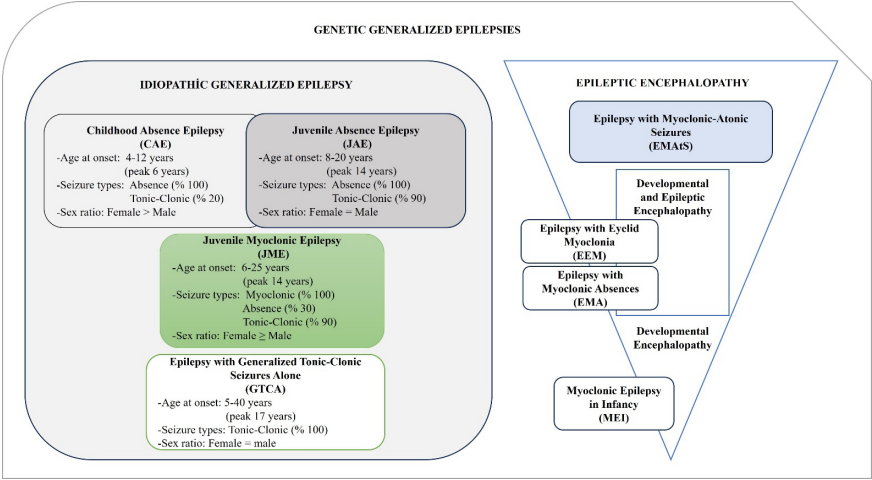 GENETIC GENERALIZED EPILEPSIES
IDIOPATHİC GENERALIZED EPILEPSY
Childhood Absence Epilepsy
(CAE)
-Age at onset: 4-12 years
(peak 6 years)
-Seizure types: Absence (% 100)
Tonic-Clonic (% 20)
-Sex ratio: Female > Male
Juvenile Absence Epilepsy
(JAE)
-Age at onset: 8-20 years
(peak 14 years)
-Seizure types: Absence (% 100)
Tonic-Clonic (% 90)
-Sex ratio: Female = Male
Juvenile Myoclonic Epilepsy
(JME)
-Age at onset: 6-25 years
(peak 14 years)
-Seizure types: Myoclonic (% 100)
Absence (% 30)
Tonic-Clonic (% 90)
-Sex ratio: Female ≥ Male
Epilepsy with Generalized Tonic-Clonic
Seizures Alone
(GTCA)
-Age at onset: 5-40 years
(peak 17 years)
-Seizure types: Tonic-Clonic (% 100)
-Sex ratio: Female = male
EPILEPTIC ENCEPHALOPATHY
Epilepsy with Myoclonic-Atonic
Seizures
(EMAtS)
Developmental
and Epileptic
Encephalopathy
Epilepsy with Eyelid
Myoclonia
(EEM)
Epilepsy with
Myoclonic Absences
(EMA)
Developmental
Encephalopathy
Myoclonic Epilepsy
in Infancy
(MEI)